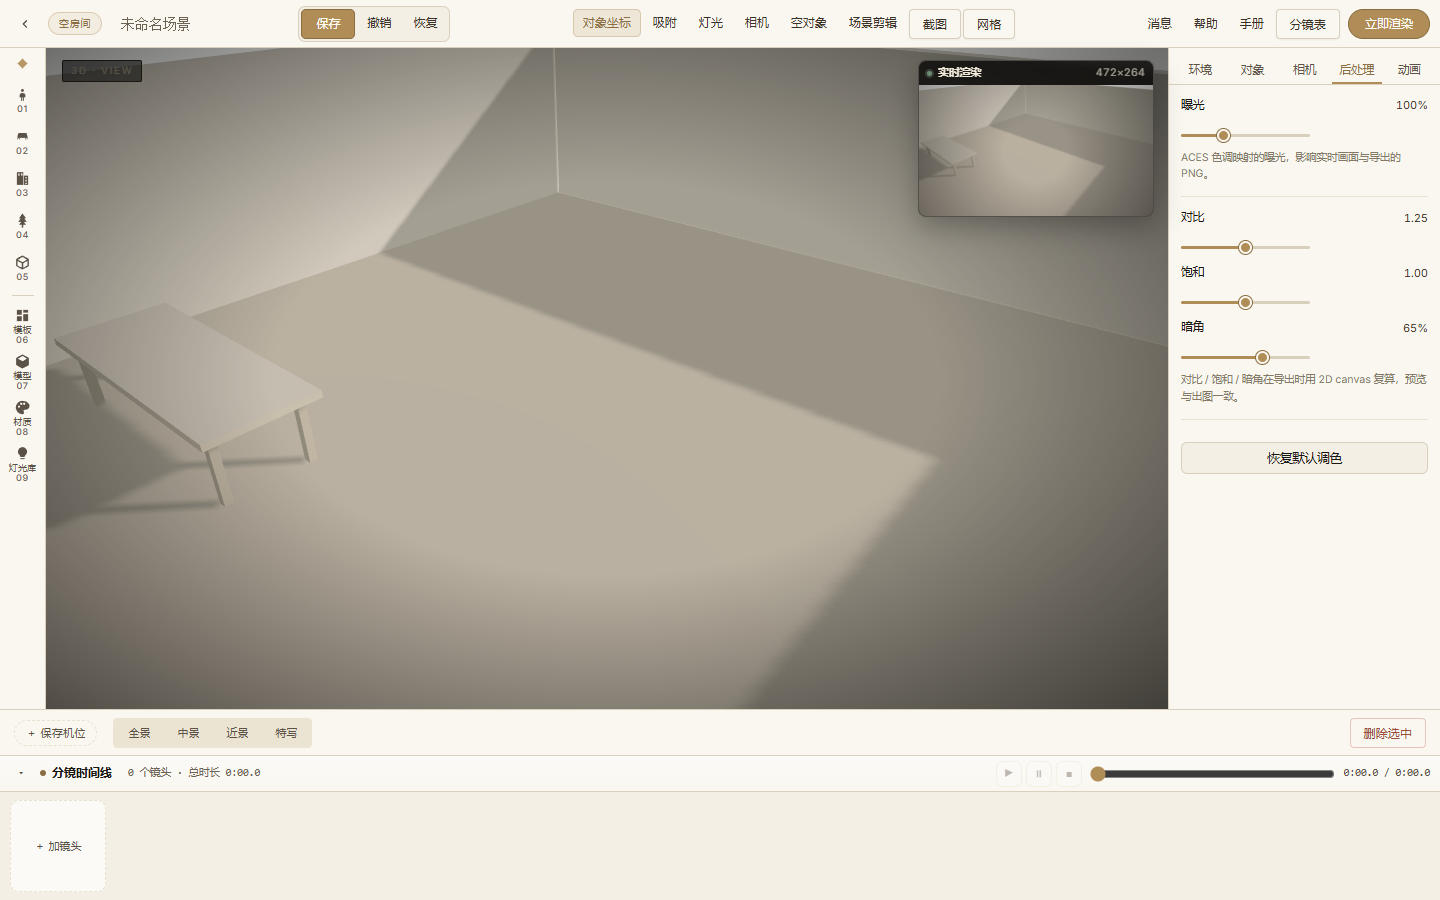 空房间
未命名场景
保存
撤销
恢复
对象坐标
吸附
灯光
相机
空对象
场景剪辑
截图
网格
消息
帮助
手册
分镜表
立即渲染
3D · VIEW
实时渲染
472×264
01
02
03
04
05
模板
06
模型
07
材质
08
灯光库
09
环境
对象
相机
后处理
动画
曝光
100%
ACES 色调映射的曝光，影响实时画面与导出的
PNG。
对比
1.25
饱和
1.00
暗角
65%
对比 / 饱和 / 暗角在导出时用 2D canvas 复算，预览
与出图一致。
恢复默认调色
+ 保存机位
全景
中景
近景
特写
删除选中
分镜时间线
0 个镜头 · 总时长 0:00.0
0:00.0 / 0:00.0
+ 加镜头